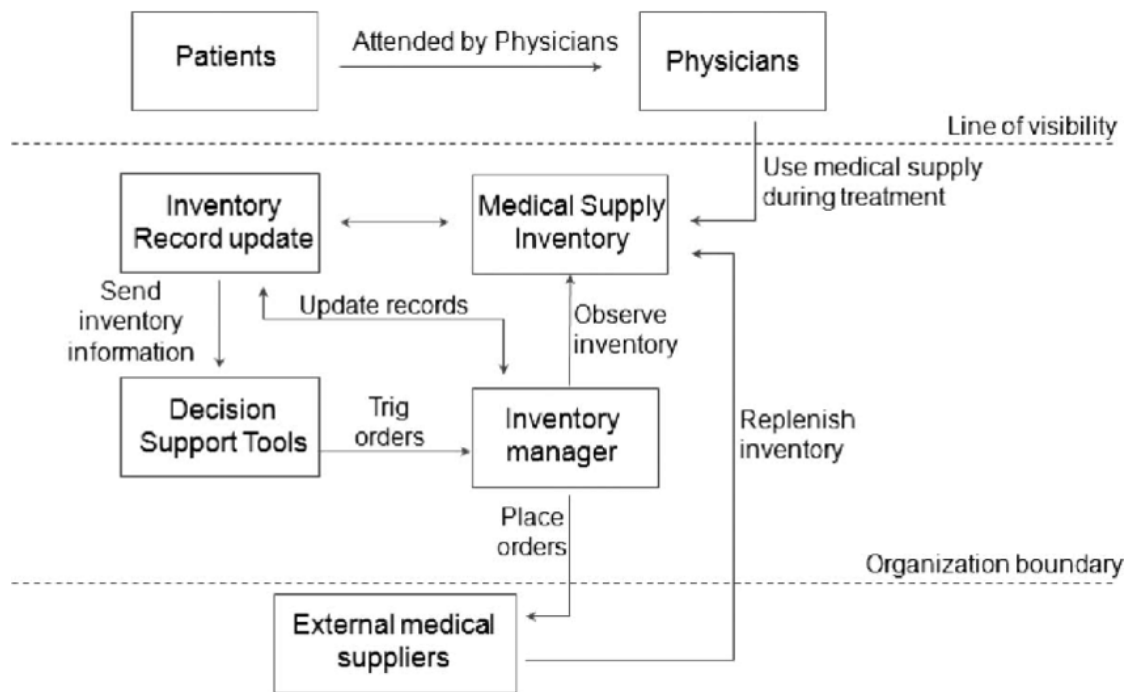 Patients
Attended by Physicians
Physicians
Line of visibility
Use medical supply
during treatment
Inventory
Record update
Medical Supply
Inventory
Send
inventory
information
Update records
Observe
inventory
Decision
Support Tools
Trig
orders
Inventory
manager
Replenish
inventory
Place
orders
Organization boundary
External medical
suppliers